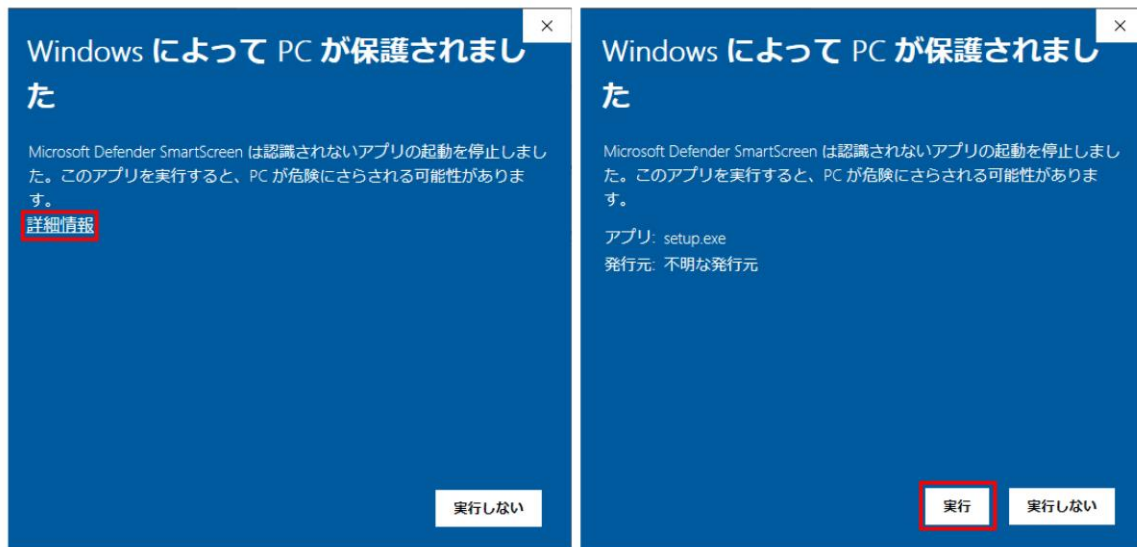 Windows によって PC が保護されまし
た
Microsoft Defender SmartScreen は認識されないアプリの起動を停止しまし
た。このアプリを実行すると、PC が危険にさらされる可能性がありま
す。
詳細情報
実行しない
Windows によって PC が保護されまし
た
Microsoft Defender SmartScreen は認識されないアプリの起動を停止しまし
た。このアプリを実行すると、PC が危険にさらされる可能性がありま
す。
アプリ: setup.exe
発行元: 不明な発行元
実行
実行しない